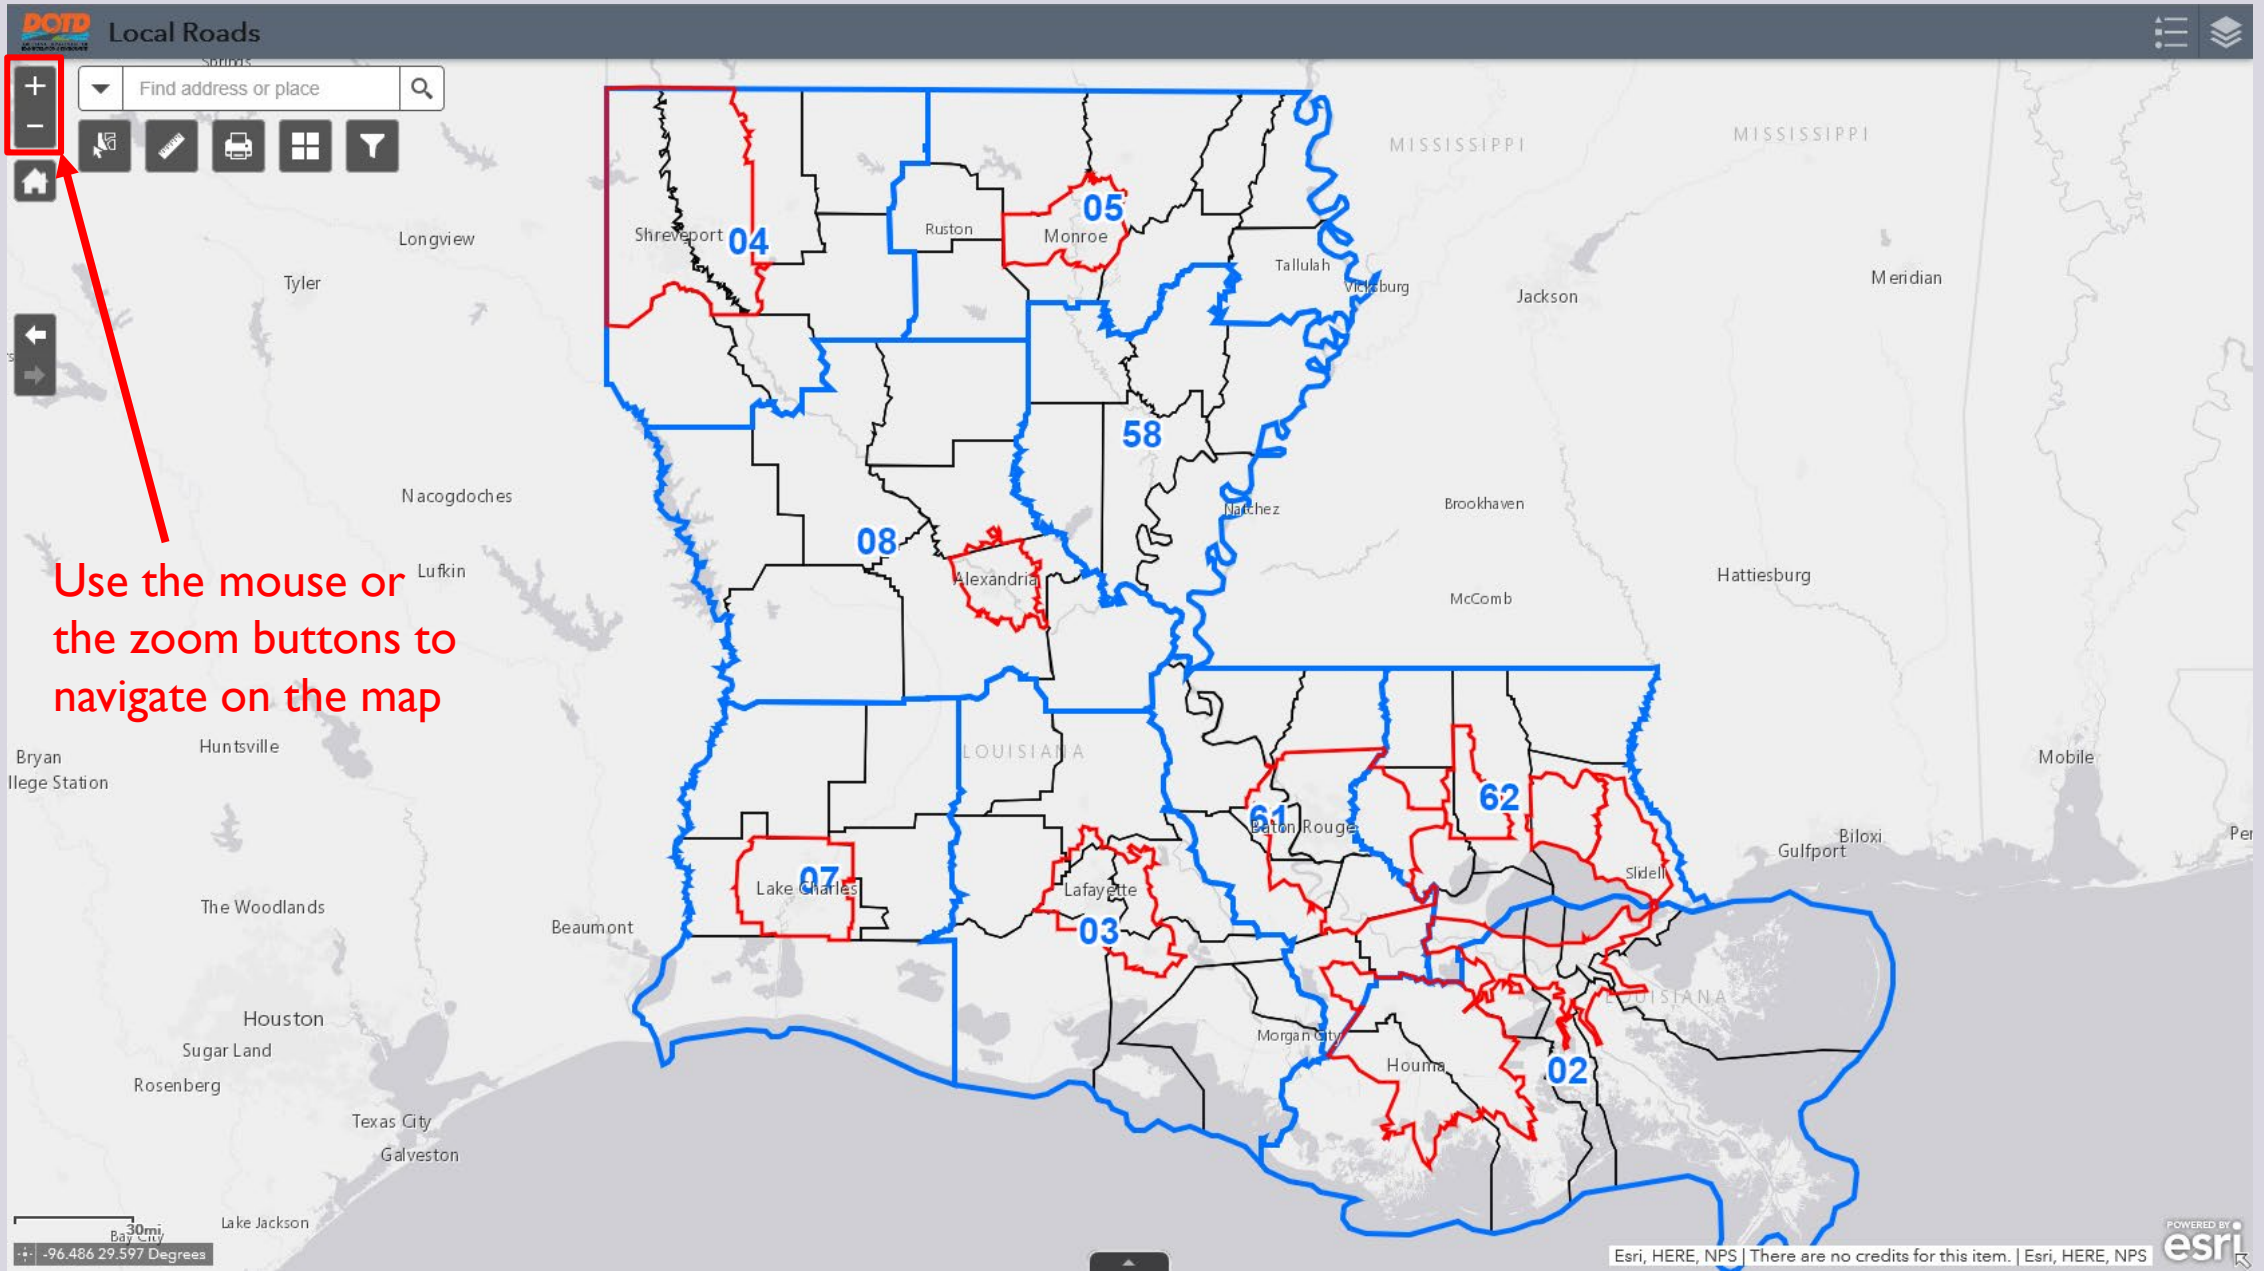 DOTD
Local Roads
Springs
+
Find address or place
−
MISSISSIPPI
MISSISSIPPI
05
Ruston
Shreveport
04
Monroe
Longview
Tallulah
Tyler
Vicksburg
Jackson
Meridian
58
Nacogdoches
Natchez
Brookhaven
08
Use the mouse or
the zoom buttons to
navigate on the map
Lufkin
Alexandria
Hattiesburg
McComb
Huntsville
LOUISIANA
Bryan
llege Station
Mobile
62
61
Baton Rouge
Biloxi
Gulfport
Per
07
Lake Charles
Lafayette
Slidell
The Woodlands
Beaumont
03
LOUISIANA
Houston
Morgan City
Sugar Land
Houma
02
Rosenberg
Texas City
Galveston
30mi
Lake Jackson
Bay City
-96.486 29.597 Degrees
Esri, HERE, NPS | There are no credits for this item. | Esri, HERE, NPS
POWERED BY
esri